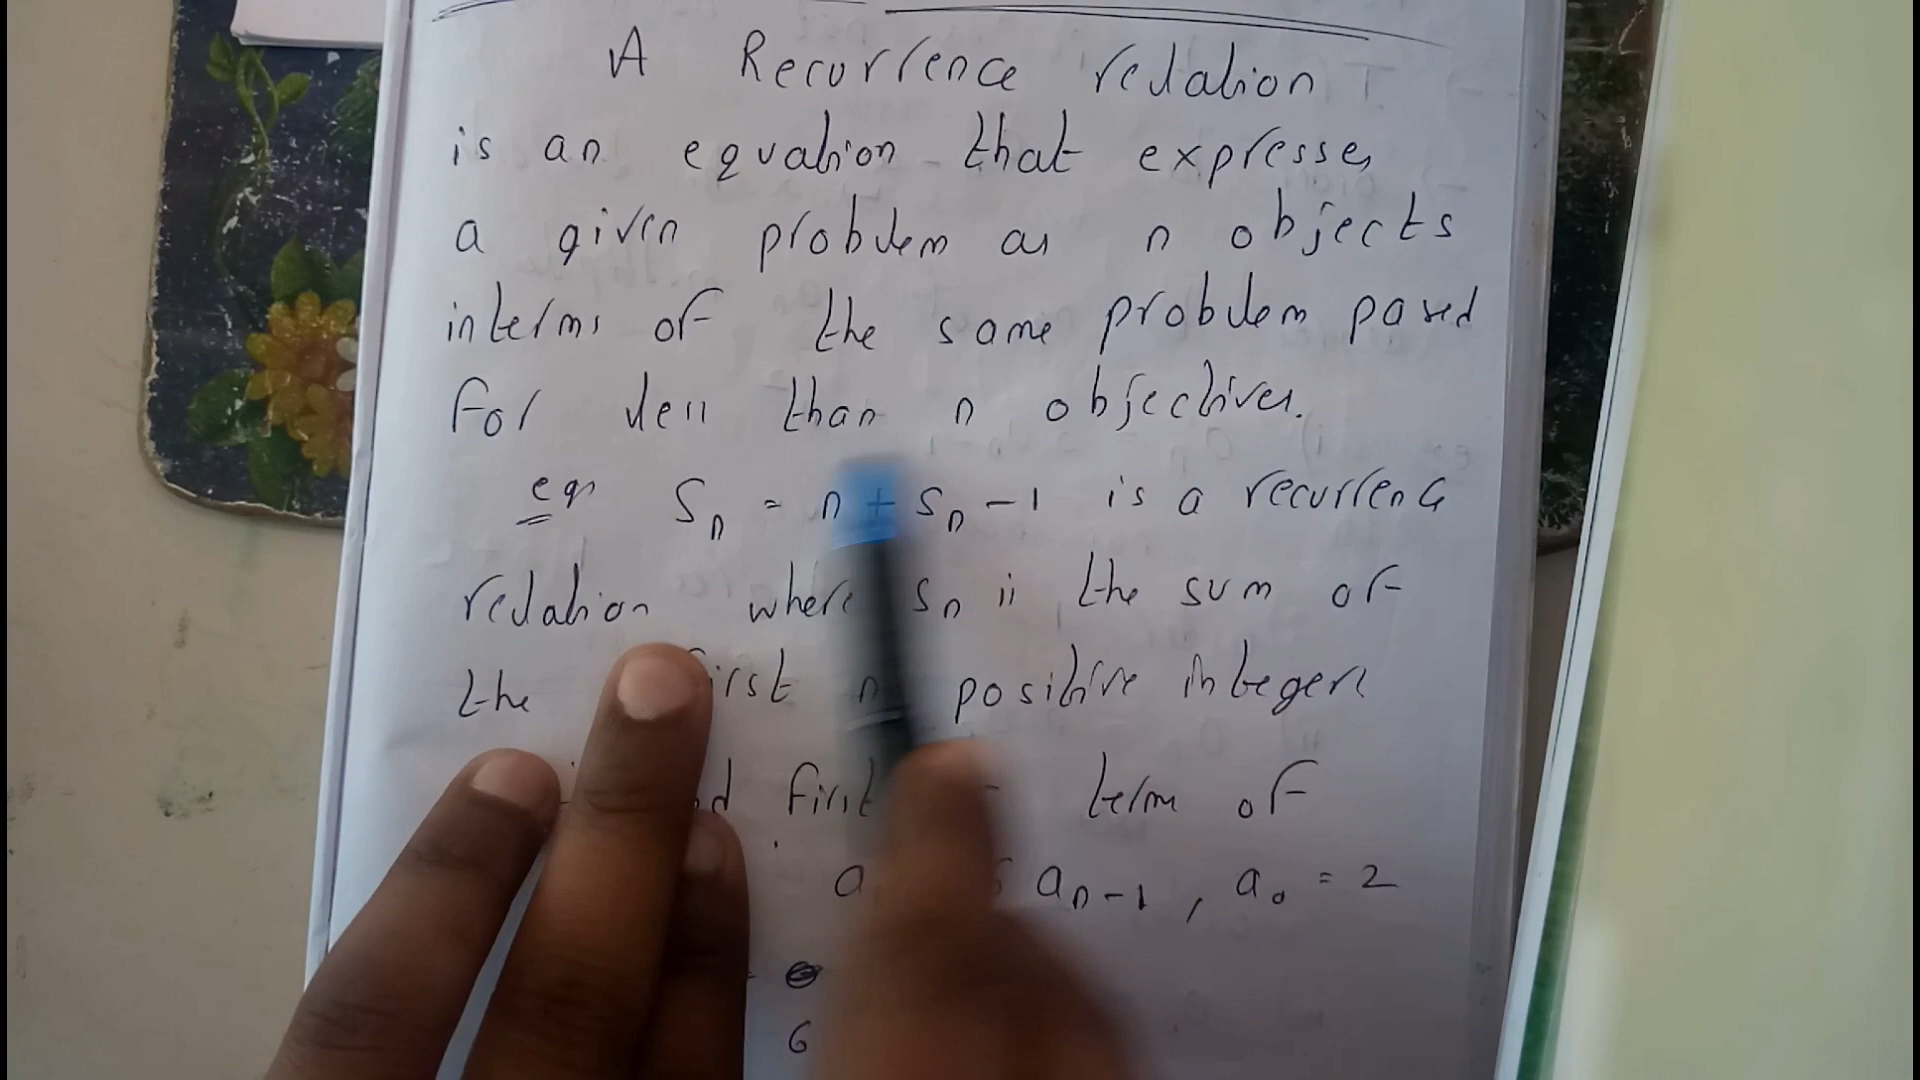 A Recurrence relation
is an equation that expresses
a given problem as n objects
interms of the same problem posed
for less than n objectives.
eg Sn = n + Sn - 1 is a recurrence
relation where Sn is the sum of
the first n positive integers
first term of
a an-1 , a0 = 2
6